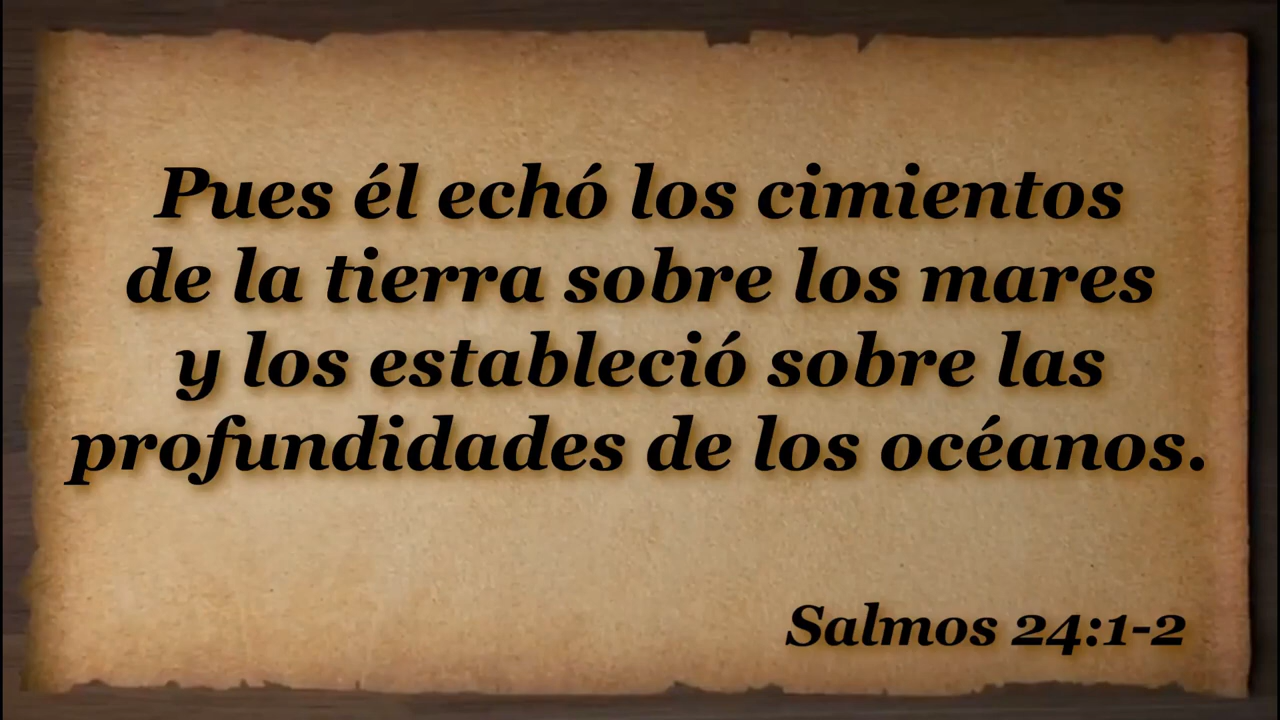 Pues él echó los cimientos
de la tierra sobre los mares
y los estableció sobre las
profundidades de los océanos.
Salmos 24:1-2